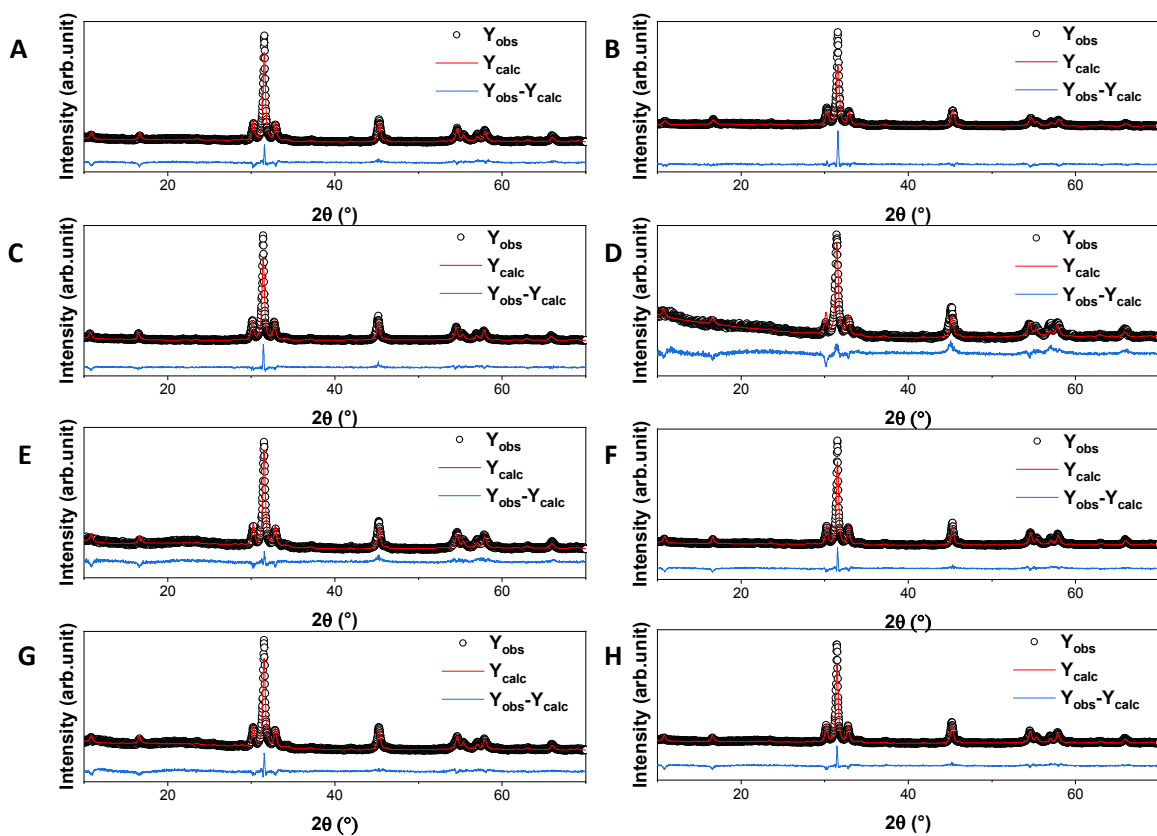 A
Intensity (arb.unit)
Yobs
Ycalc
Yobs-Ycalc
20
40
60
2θ (°)
B
Intensity (arb.unit)
Yobs
Ycalc
Yobs-Ycalc
20
40
60
2θ (°)
C
Intensity (arb.unit)
Yobs
Ycalc
Yobs-Ycalc
20
40
60
2θ (°)
D
Intensity (arb.unit)
Yobs
Ycalc
Yobs-Ycalc
20
40
60
2θ (°)
E
Intensity (arb.unit)
Yobs
Ycalc
Yobs-Ycalc
20
40
60
2θ (°)
F
Intensity (arb.unit)
Yobs
Ycalc
Yobs-Ycalc
20
40
60
2θ (°)
G
Intensity (arb.unit)
Yobs
Ycalc
Yobs-Ycalc
20
40
60
2θ (°)
H
Intensity (arb.unit)
Yobs
Ycalc
Yobs-Ycalc
20
40
60
2θ (°)